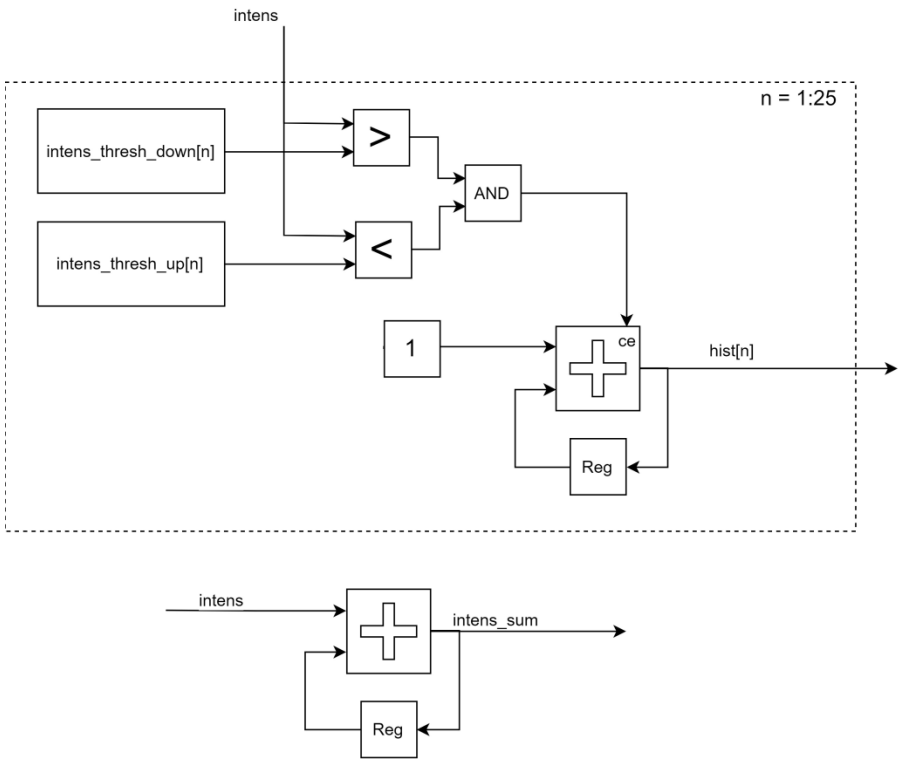 intens
n = 1:25
intens_thresh_down[n]
>
AND
intens_thresh_up[n]
<
1
ce
hist[n]
Reg
intens
intens_sum
Reg